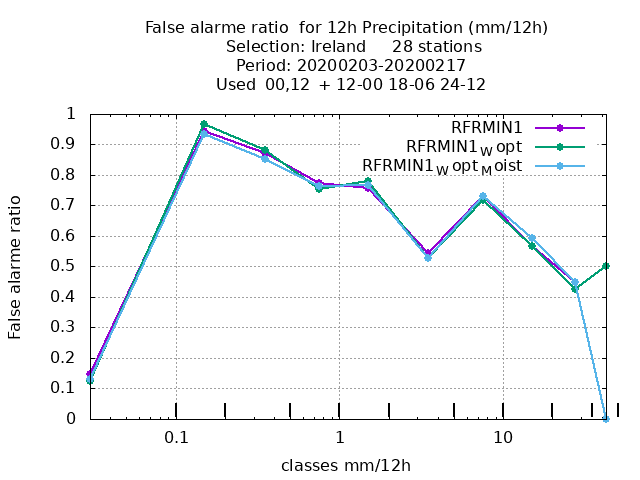 False alarme ratio  for 12h Precipitation (mm/12h)
Selection: Ireland     28 stations
Period: 20200203-20200217
Used  00,12  + 12-00 18-06 24-12
RFRMIN1
RFRMIN1Wopt
RFRMIN1WoptMoist
False alarme ratio
1
0.9
0.8
0.7
0.6
0.5
0.4
0.3
0.2
0.1
0
0.1
1
10
classes mm/12h